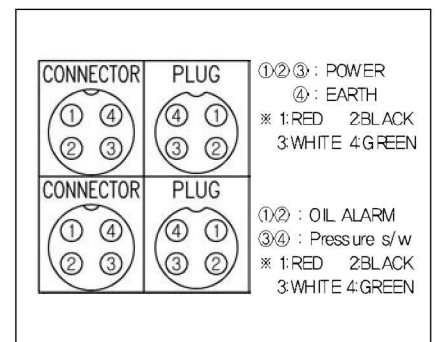 CONNECTOR PLUG
① ④ ④ ①
② ③ ③ ②
①②③ : POWER
④ : EARTH
※ 1:RED 2:BLACK
3:WHITE 4:GREEN
CONNECTOR PLUG
① ④ ④ ①
② ③ ③ ②
①② : OIL ALARM
③④ : Pressure s/w
※ 1:RED 2:BLACK
3:WHITE 4:GREEN